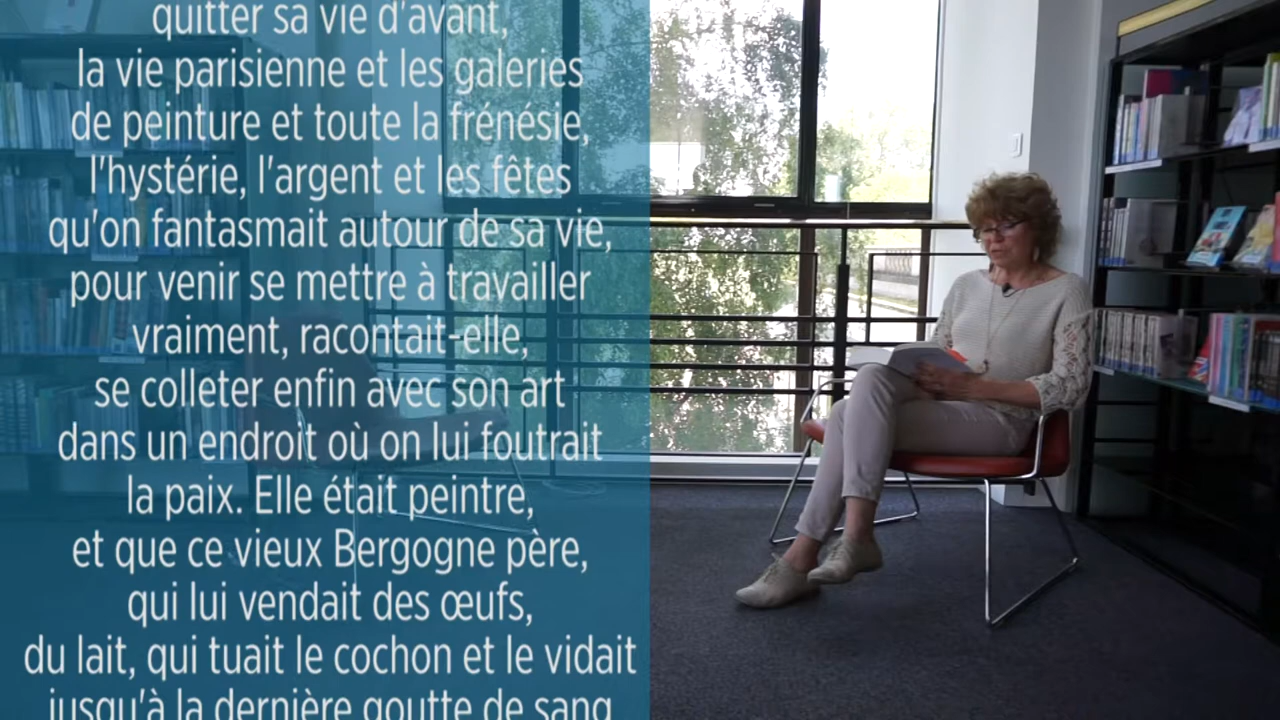 quitter sa vie d'avant,
la vie parisienne et les galeries
de peinture et toute la frénésie,
l'hystérie, l'argent et les fêtes
qu'on fantasmait autour de sa vie,
pour venir se mettre à travailler
vraiment, racontait-elle,
se colleter enfin avec son art
dans un endroit où on lui foutrait
la paix. Elle était peintre,
et que ce vieux Bergogne père,
qui lui vendait des œufs,
du lait, qui tuait le cochon et le vidait
jusqu'à la dernière goutte de sang